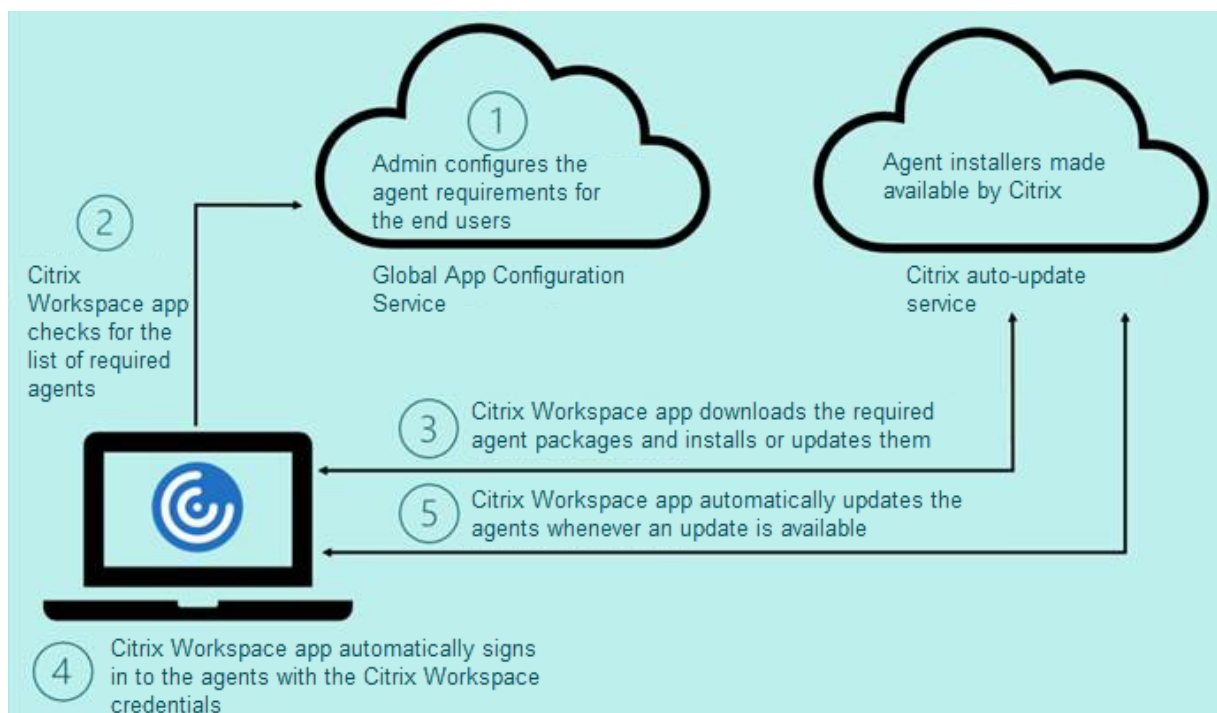 1
Admin configures the
agent requirements for
the end users
Global App Configuration
Service
Agent installers made
available by Citrix
Citrix auto-update
service
2
Citrix
Workspace app
checks for the
list of required
agents
3
Citrix Workspace app downloads the required
agent packages and installs or updates them
5
Citrix Workspace app automatically updates the
agents whenever an update is available
4
Citrix Workspace app automatically signs
in to the agents with the Citrix Workspace
credentials